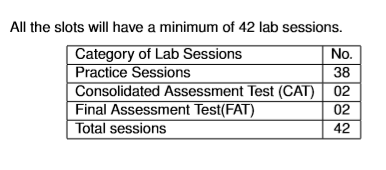 All the slots will have a minimum of 42 lab sessions.
Category of Lab Sessions No.
Practice Sessions 38
Consolidated Assessment Test (CAT) 02
Final Assessment Test(FAT) 02
Total sessions 42